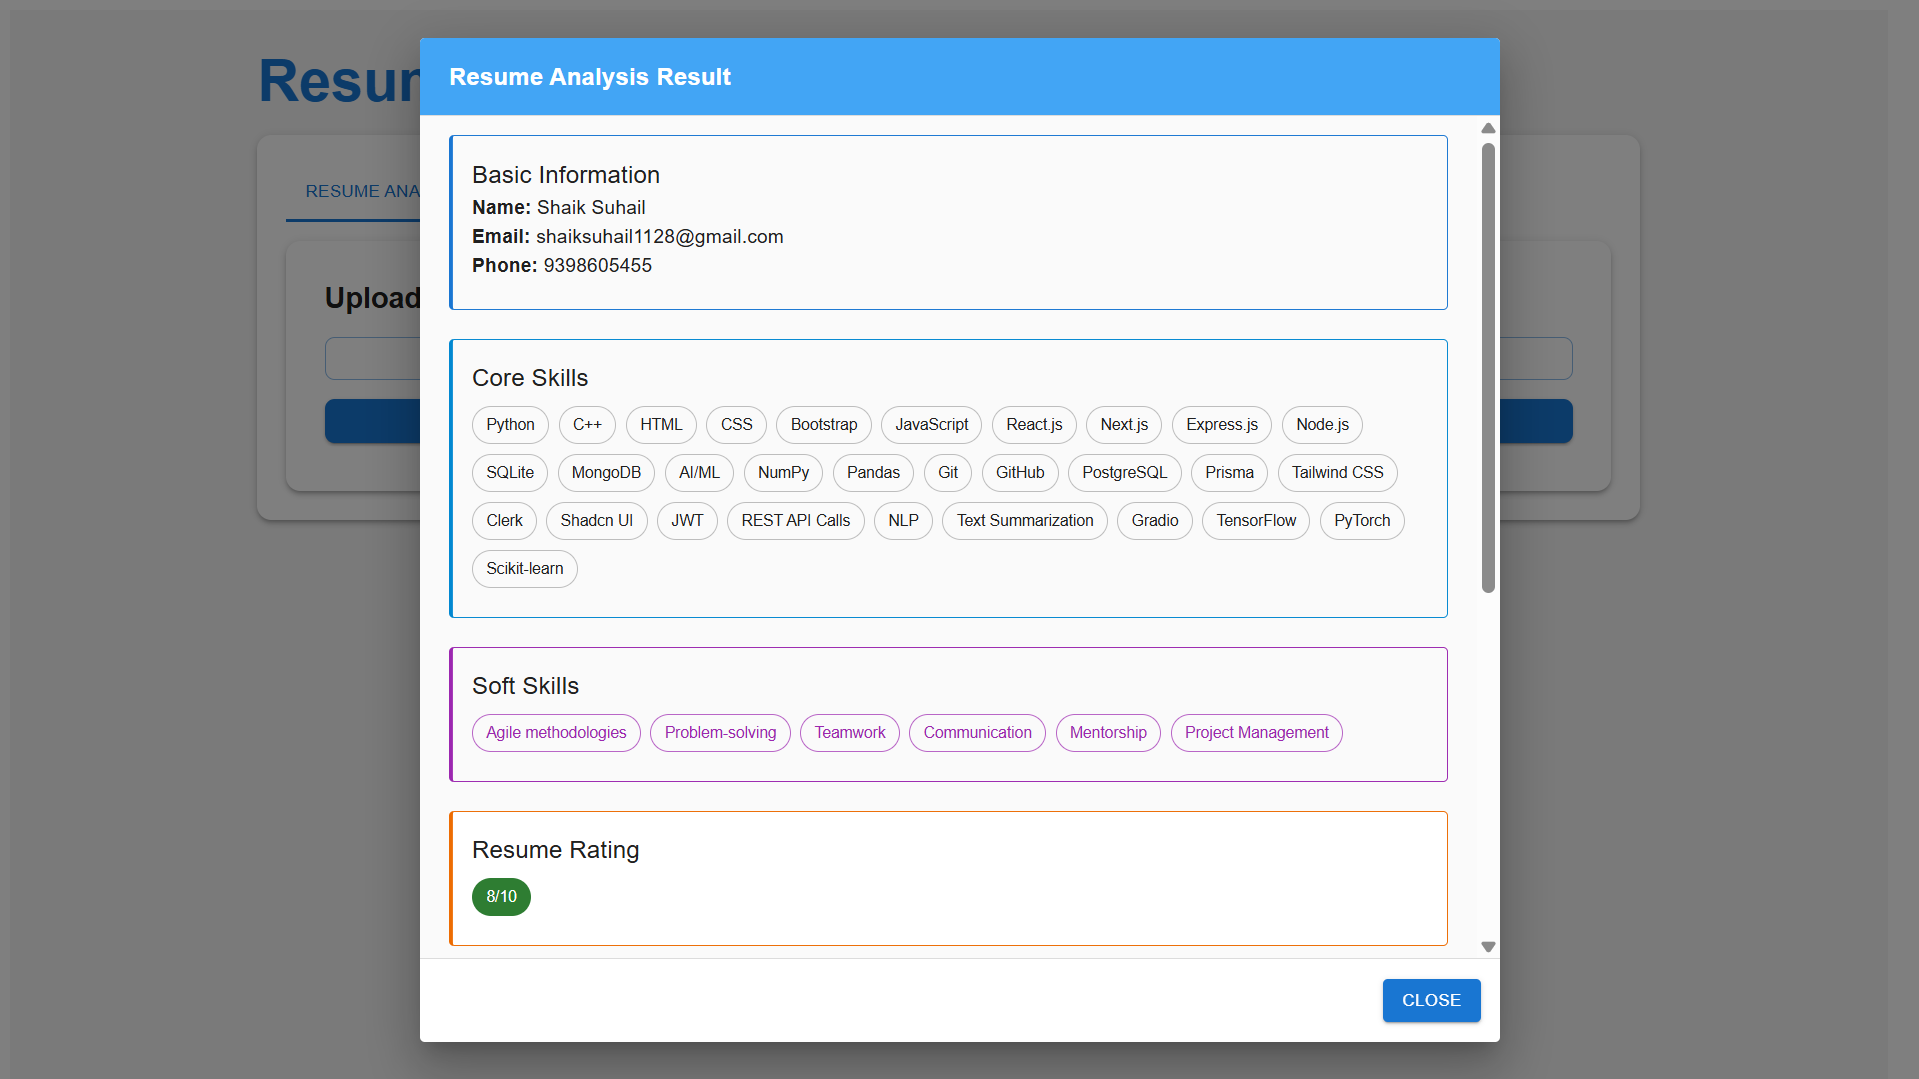 Resum
Resume Analysis Result
RESUME ANA
Upload
Basic Information
Name: Shaik Suhail
Email: shaiksuhail1128@gmail.com
Phone: 9398605455
Core Skills
Python C++ HTML CSS Bootstrap JavaScript React.js Next.js Express.js Node.js
SQLite MongoDB AI/ML NumPy Pandas Git GitHub PostgreSQL Prisma Tailwind CSS
Clerk Shadcn UI JWT REST API Calls NLP Text Summarization Gradio TensorFlow PyTorch
Scikit-learn
Soft Skills
Agile methodologies Problem-solving Teamwork Communication Mentorship Project Management
Resume Rating
8/10
CLOSE